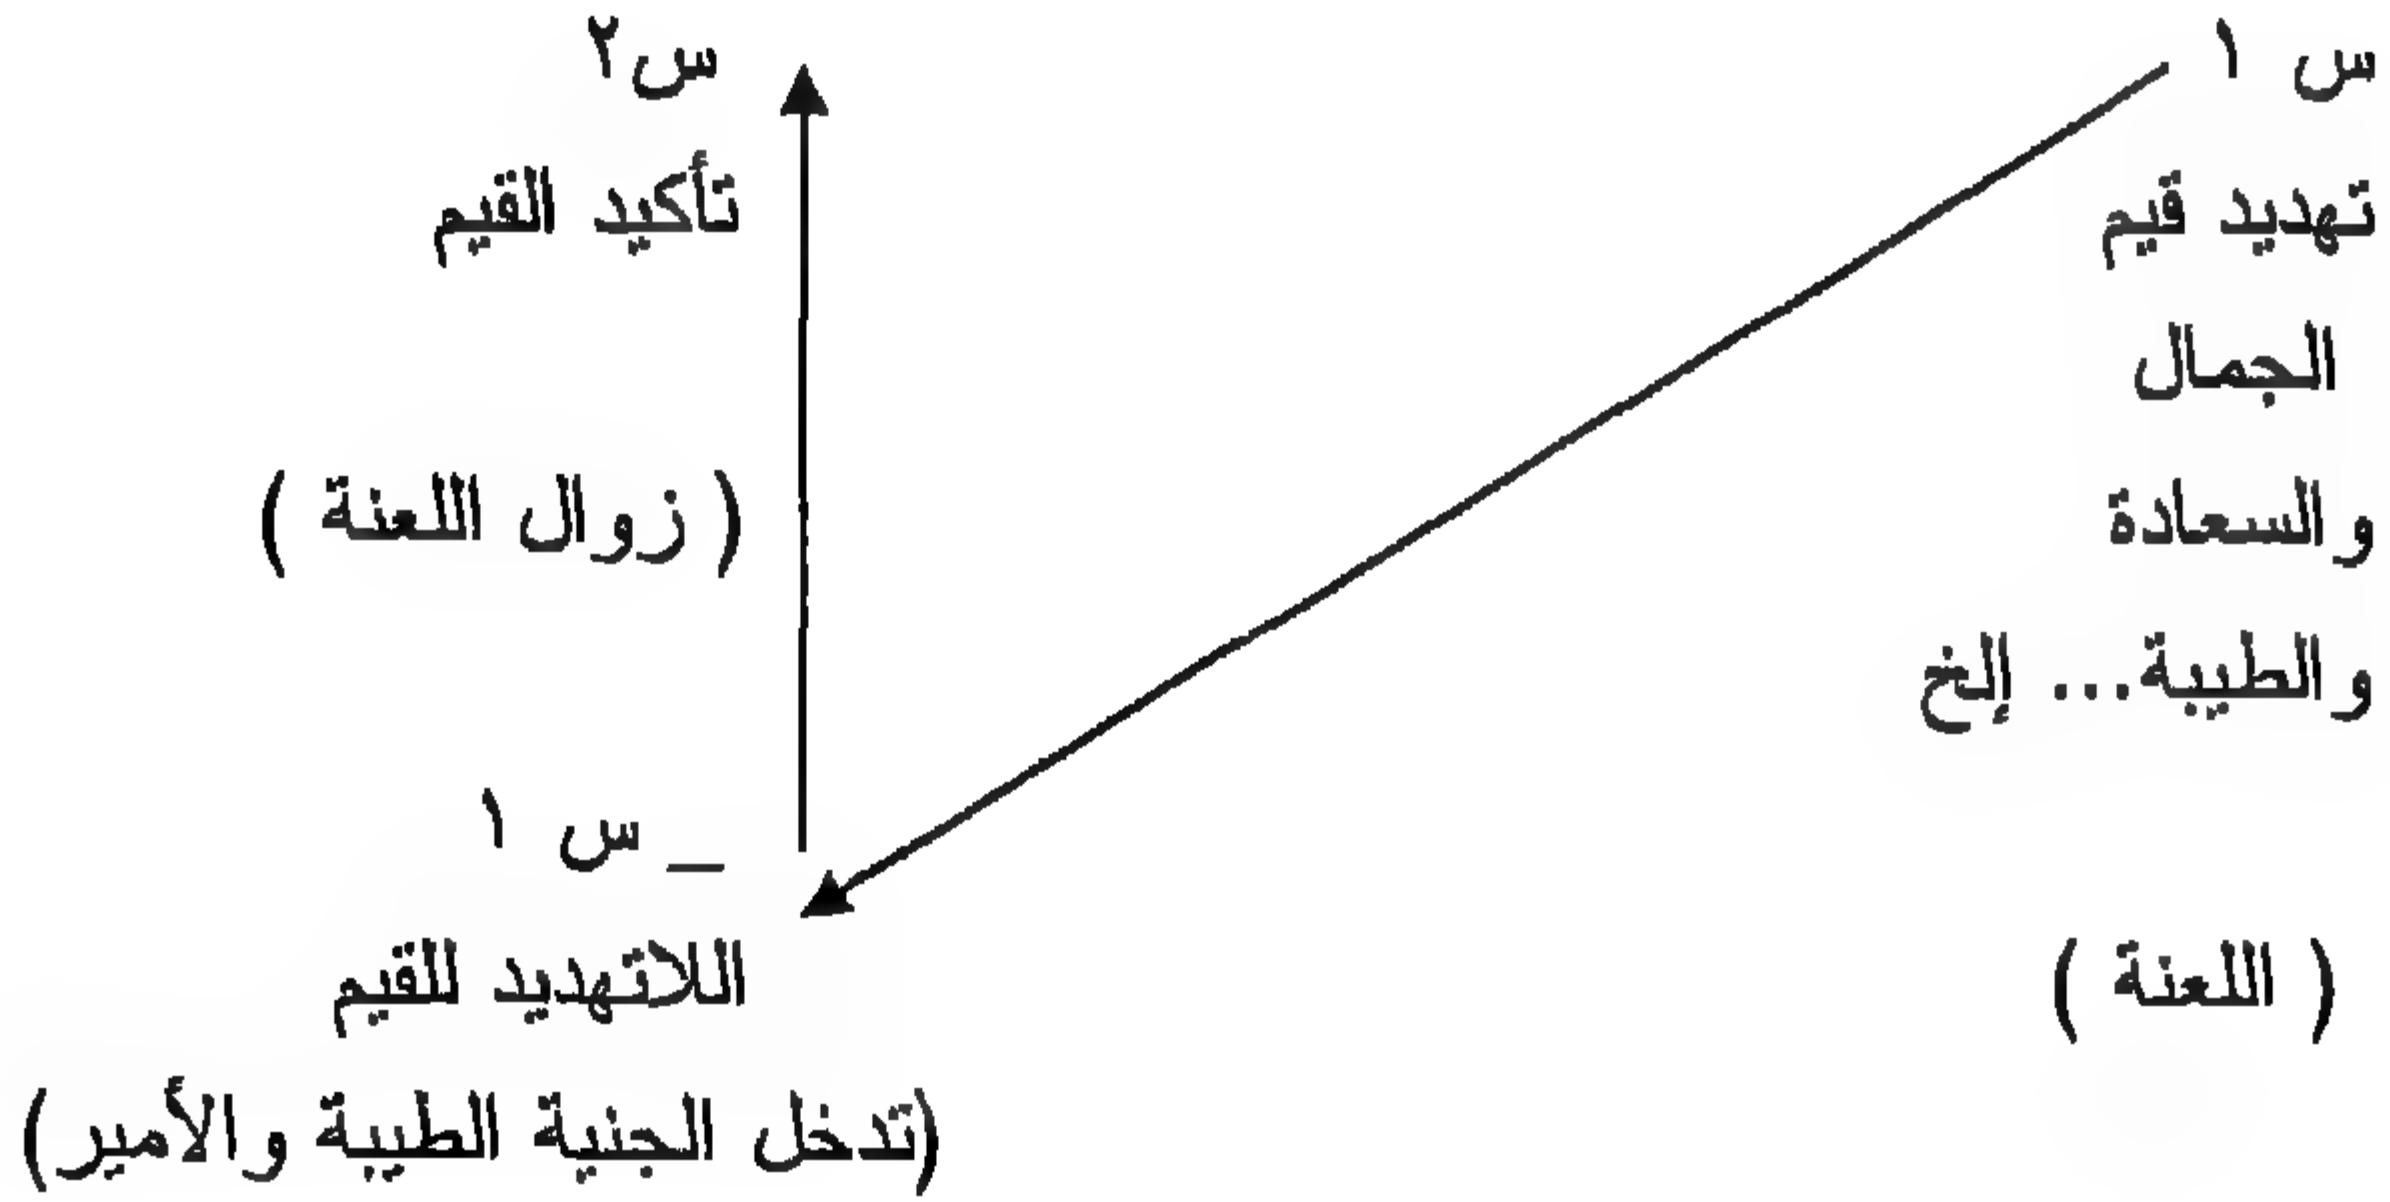 س ١
تهديد قيم
الجمال
والسعادة
والطيبة... إلخ
( اللعنة )
س٢
تأكيد القيم
( زوال اللعنة )
_ س ١
اللاتهديد للقيم
(تدخل الجنية الطيبة والأمير)